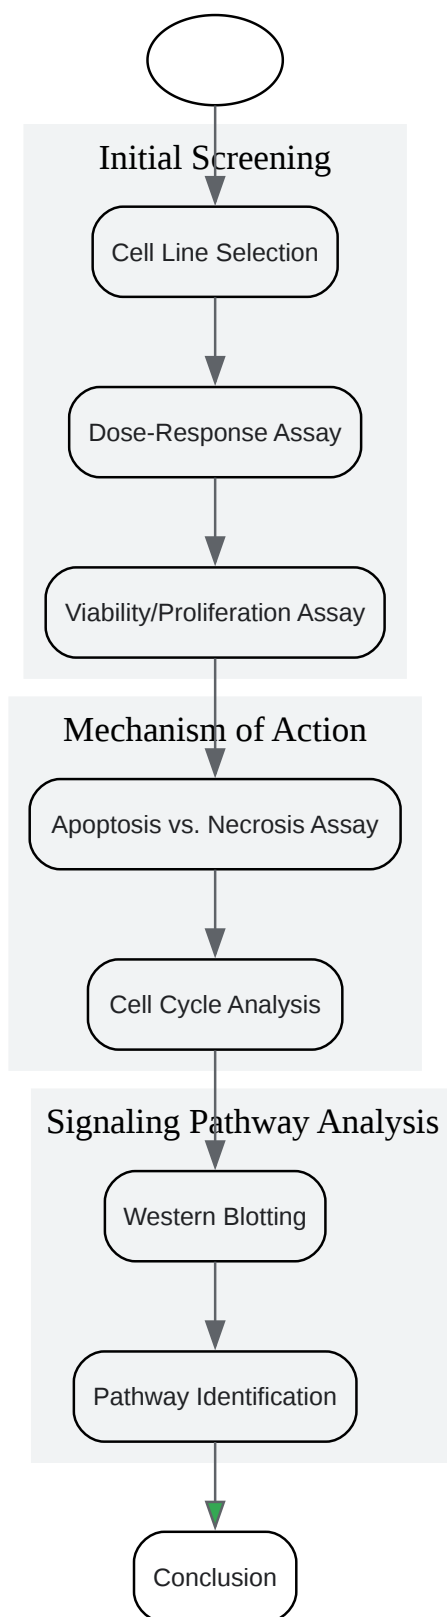 Initial Screening
Cell Line Selection
Dose-Response Assay
Viability/Proliferation Assay
Mechanism of Action
Apoptosis vs. Necrosis Assay
Cell Cycle Analysis
Signaling Pathway Analysis
Western Blotting
Pathway Identification
Conclusion